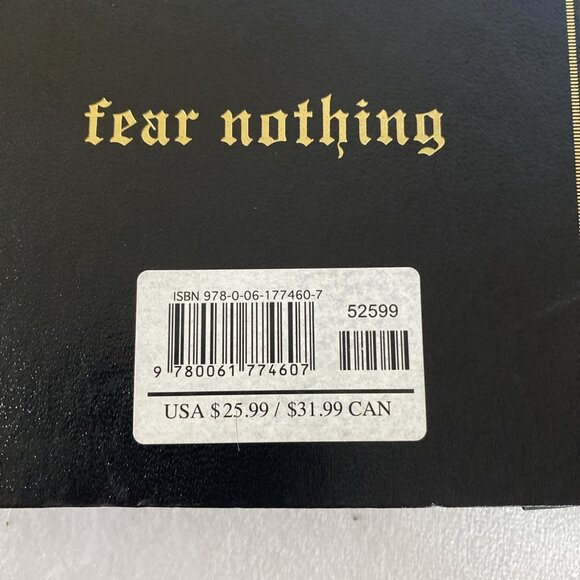 fear nothing
ISBN 978-0-06-177460-7
52599
9 780061 774607
USA $25.99 / $31.99 CAN